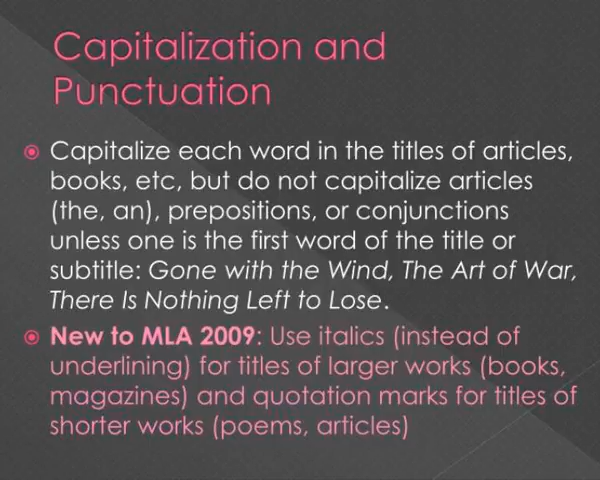 Capitalization and
Punctuation
Capitalize each word in the titles of articles,
books, etc, but do not capitalize articles
(the, an), prepositions, or conjunctions
unless one is the first word of the title or
subtitle: Gone with the Wind, The Art of War,
There Is Nothing Left to Lose.
New to MLA 2009: Use italics (instead of
underlining) for titles of larger works (books,
magazines) and quotation marks for titles of
shorter works (poems, articles)